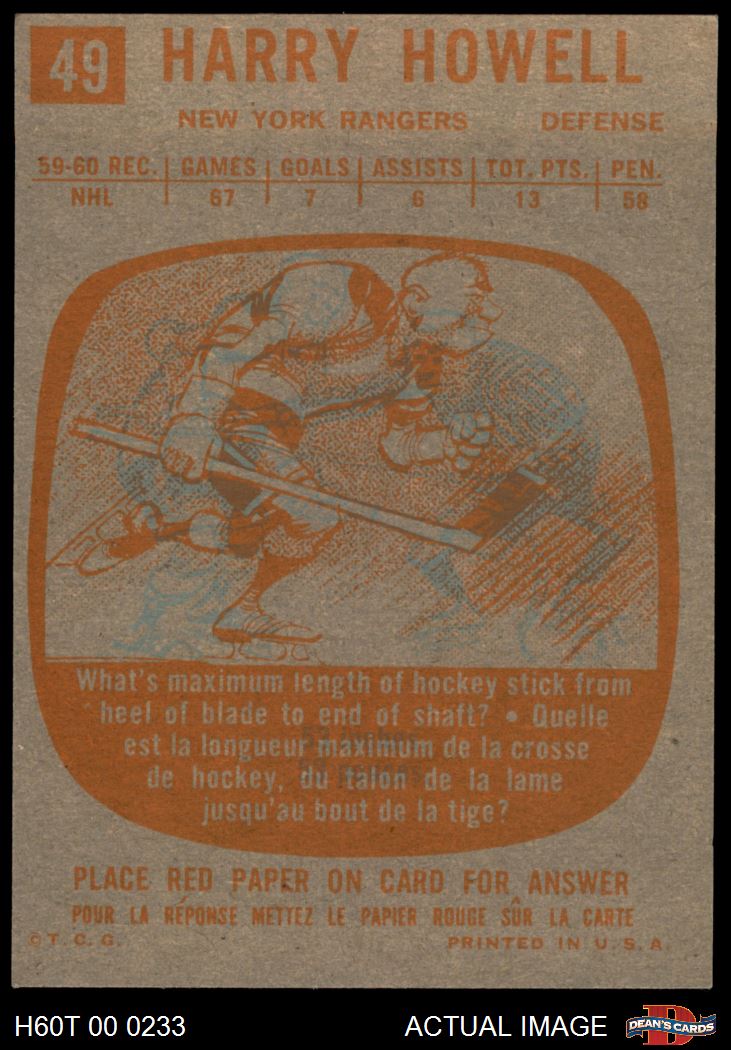 49 HARRY HOWELL
NEW YORK RANGERS DEFENSE
59-60 REC. GAMES GOALS ASSISTS TOT. PTS. PEN.
NHL 67 7 6 13 58
What's maximum length of hockey stick from
heel of blade to end of shaft? • Quelle
est la longueur maximum de la crosse
de hockey, du talon de la lame
jusqu'au bout de la tige?
PLACE RED PAPER ON CARD FOR ANSWER
POUR LA RÉPONSE METTEZ LE PAPIER ROUGE SÛR LA CARTE
© T. C. G. PRINTED IN U. S. A.
H60T 00 0233 ACTUAL IMAGE DEAN'S CARDS